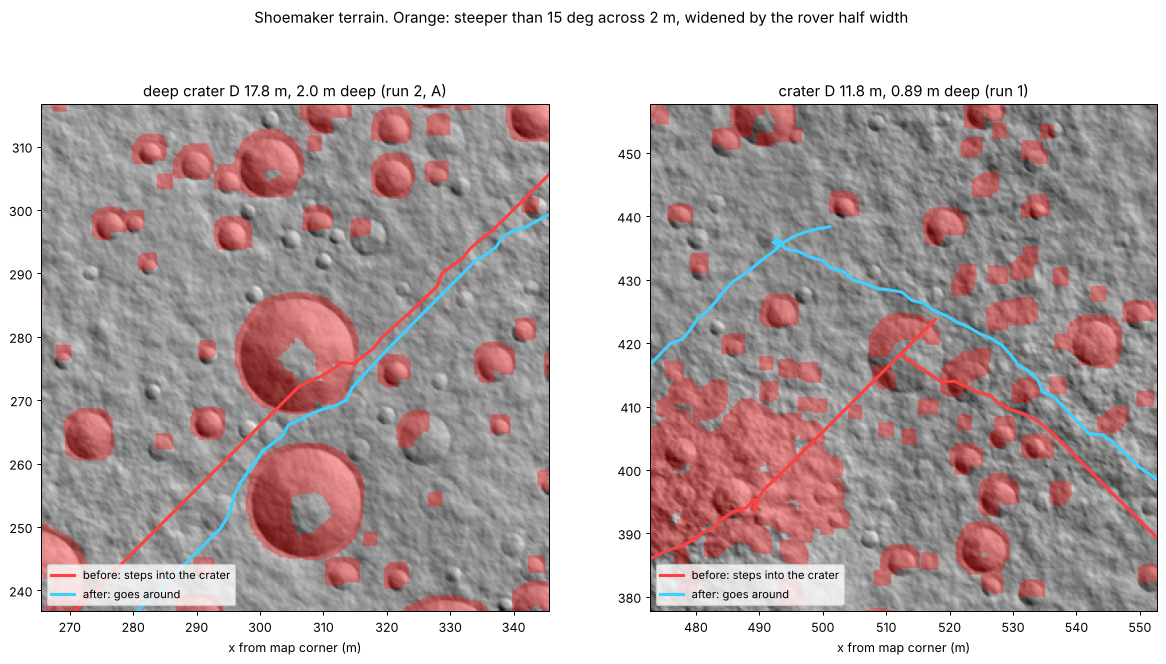 Shoemaker terrain. Orange: steeper than 15 deg across 2 m, widened by the rover half width
deep crater D 17.8 m, 2.0 m deep (run 2, A)
310
300
290
280
270
260
250
240
270 280 290 300 310 320 330 340
x from map corner (m)
before: steps into the crater
after: goes around
crater D 11.8 m, 0.89 m deep (run 1)
450
440
430
420
410
400
390
380
480 490 500 510 520 530 540 550
x from map corner (m)
before: steps into the crater
after: goes around